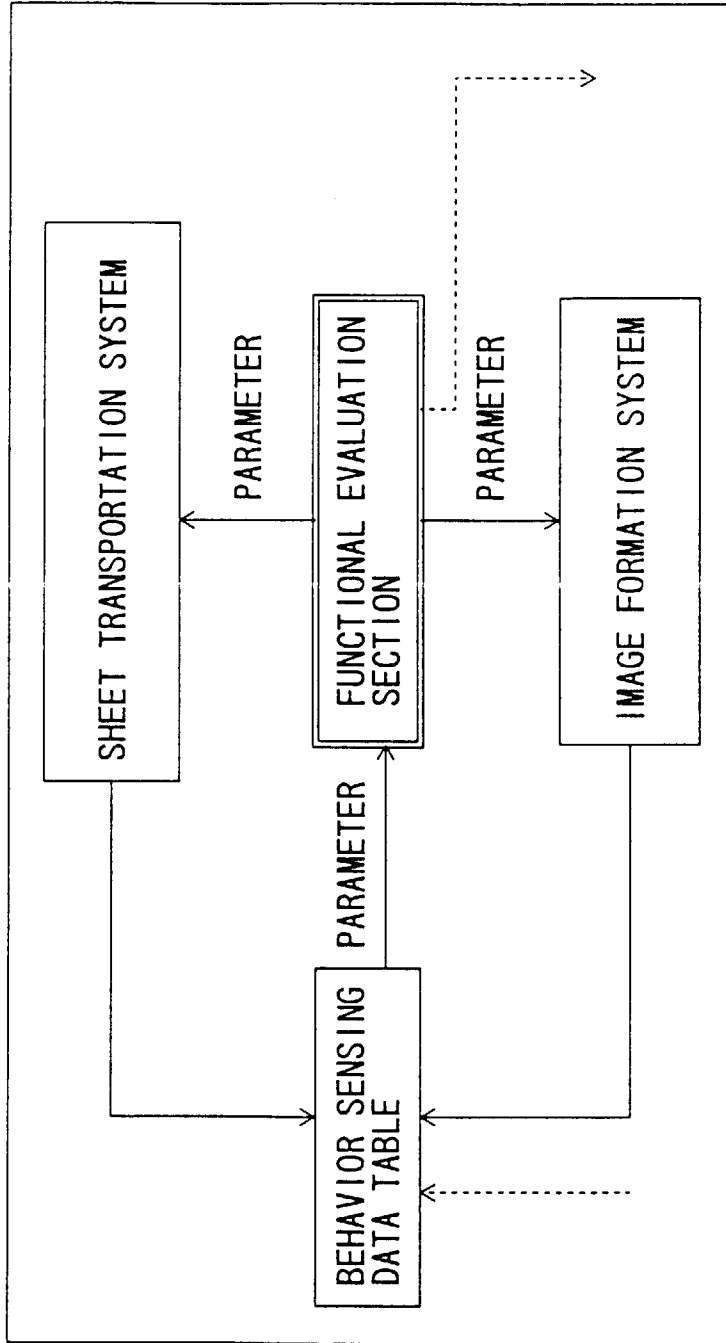 SHEET TRANSPORTATION SYSTEM
PARAMETER
BEHAVIOR SENSING
DATA TABLE
PARAMETER
FUNCTIONAL EVALUATION
SECTION
PARAMETER
IMAGE FORMATION SYSTEM